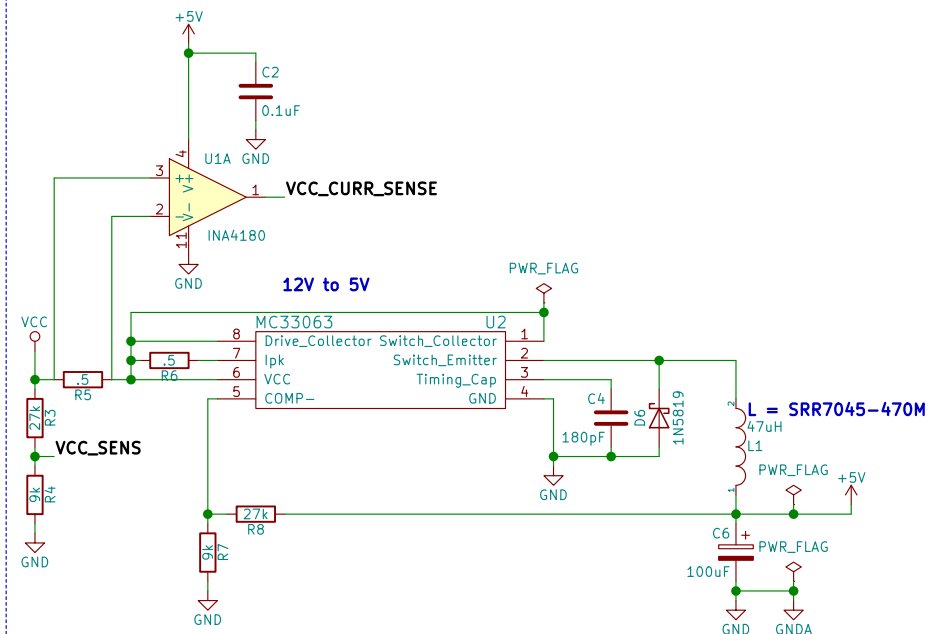 +5V
C2
0.1uF
GND
4
U1A
3
+
V+
1
VCC_CURR_SENSE
2
-
V-
11
INA4180
GND
12V to 5V
PWR_FLAG
VCC
MC33063
U2
8
Drive_Collector
Switch_Collector
1
.5
R6
7
Ipk
Switch_Emitter
2
.5
R5
6
VCC
Timing_Cap
3
5
COMP-
GND
4
27k
R3
C4
180pF
D6
1N5819
2
L = SRR7045-470M
47uH
L1
1
VCC_SENS
9k
R4
GND
GND
PWR_FLAG
+5V
27k
R8
9k
R7
GND
C6
+
100uF
PWR_FLAG
GND
GNDA